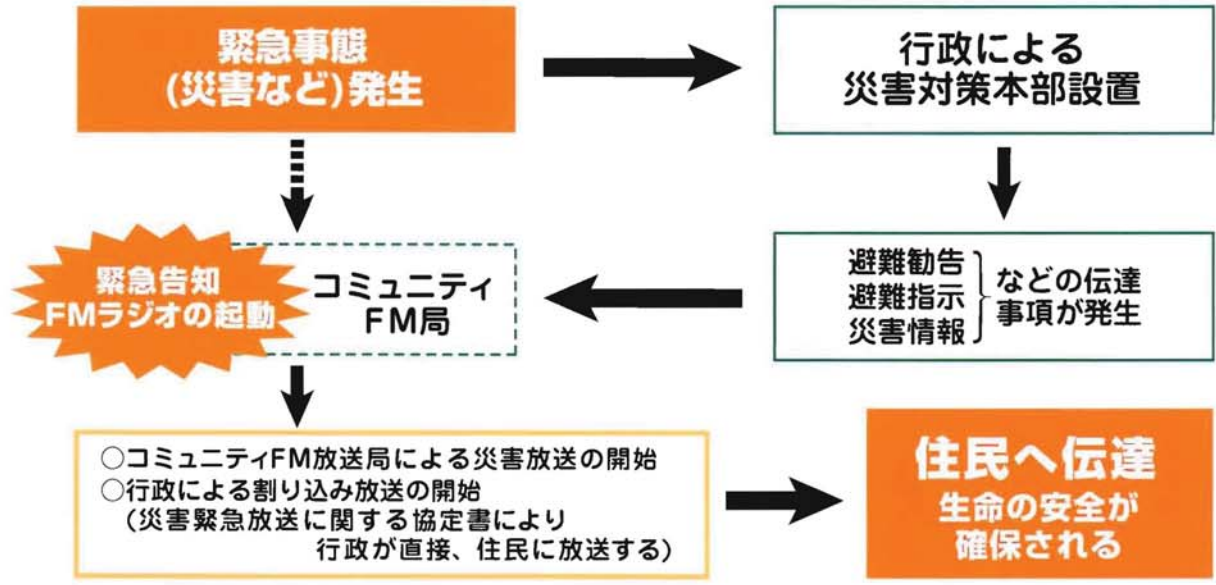 緊急事態
(災害など)発生
行政による
災害対策本部設置
避難勧告
避難指示
災害情報
などの伝達
事項が発生
コミュニティ
FM局
緊急告知
FMラジオの起動
○コミュニティFM放送局による災害放送の開始
○行政による割り込み放送の開始
(災害緊急放送に関する協定書により
行政が直接、住民に放送する)
住民へ伝達
生命の安全が
確保される